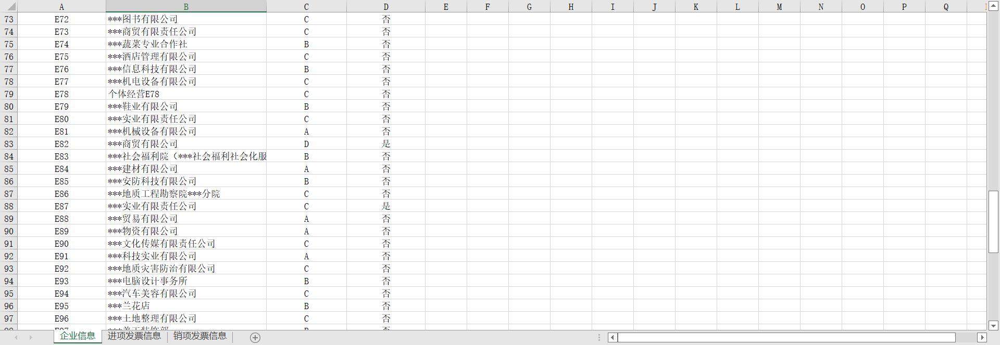 A B C D E F G H I J K L M N O P Q
73 E72 ***图书有限公司 C 否
74 E73 ***商贸有限责任公司 C 否
75 E74 ***蔬菜专业合作社 B 否
76 E75 ***酒店管理有限公司 C 否
77 E76 ***信息科技有限公司 B 否
78 E77 ***机电设备有限公司 C 否
79 E78 个体经营E78 C 否
80 E79 ***鞋业有限公司 B 否
81 E80 ***实业有限责任公司 C 否
82 E81 ***机械设备有限公司 A 否
83 E82 ***商贸有限公司 D 是
84 E83 ***社会福利院（***社会福利社会化服 B 否
85 E84 ***建材有限公司 A 否
86 E85 ***安防科技有限公司 B 否
87 E86 ***地质工程勘察院***分院 C 否
88 E87 ***实业有限责任公司 C 是
89 E88 ***贸易有限公司 A 否
90 E89 ***物资有限公司 A 否
91 E90 ***文化传媒有限责任公司 C 否
92 E91 ***科技实业有限公司 A 否
93 E92 ***地质灾害防治有限公司 C 否
94 E93 ***电脑设计事务所 B 否
95 E94 ***汽车美容有限公司 C 否
96 E95 ***兰花店 B 否
97 E96 ***土地整理有限公司 C 否
企业信息 进项发票信息 销项发票信息